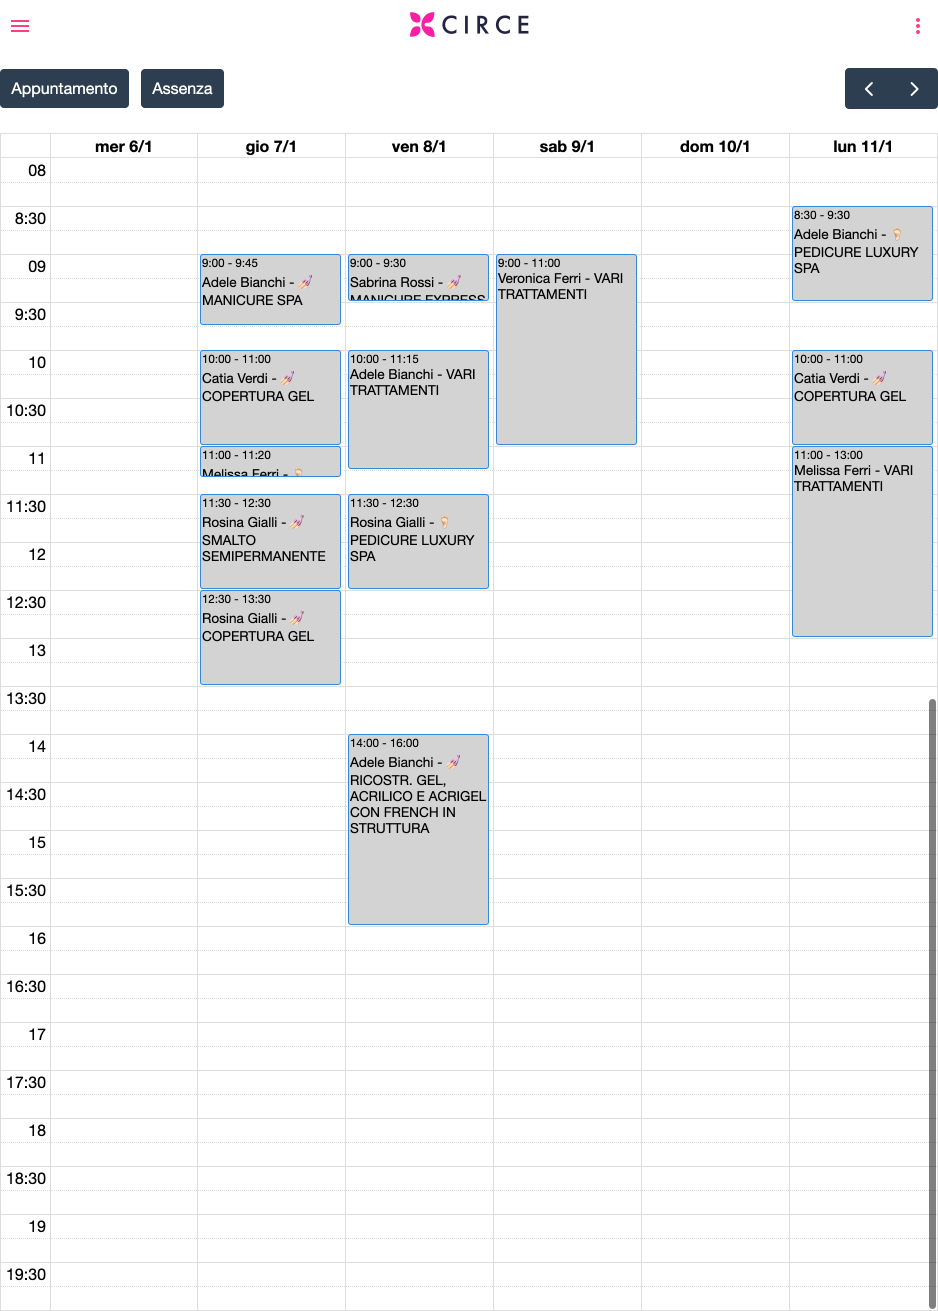 CIRCE
Appuntamento
Assenza
mer 6/1
gio 7/1
ven 8/1
sab 9/1
dom 10/1
lun 11/1
08
8:30
09
9:30
10
10:30
11
11:30
12
12:30
13
13:30
14
14:30
15
15:30
16
16:30
17
17:30
18
18:30
19
19:30
9:00 - 9:45
Adele Bianchi - 💅🏻
MANICURE SPA
10:00 - 11:00
Catia Verdi - 💅🏻
COPERTURA GEL
11:00 - 11:20
Melissa Ferri - 🦶🏻
11:30 - 12:30
Rosina Gialli - 💅🏻
SMALTO
SEMIPERMANENTE
12:30 - 13:30
Rosina Gialli - 💅🏻
COPERTURA GEL
9:00 - 9:30
Sabrina Rossi - 💅🏻
MANICURE EXPRESS
10:00 - 11:15
Adele Bianchi - VARI
TRATTAMENTI
11:30 - 12:30
Rosina Gialli - 🦶🏻
PEDICURE LUXURY
SPA
14:00 - 16:00
Adele Bianchi - 💅🏻
RICOSTR. GEL,
ACRILICO E ACRIGEL
CON FRENCH IN
STRUTTURA
9:00 - 11:00
Veronica Ferri - VARI
TRATTAMENTI
8:30 - 9:30
Adele Bianchi - 🦶🏻
PEDICURE LUXURY
SPA
10:00 - 11:00
Catia Verdi - 💅🏻
COPERTURA GEL
11:00 - 13:00
Melissa Ferri - VARI
TRATTAMENTI